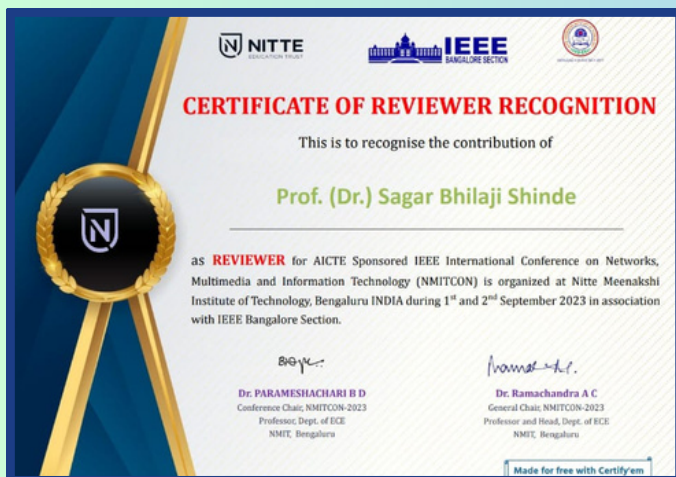 NITTE
EDUCATION TRUST
IEEE
BANGALORE SECTION
CERTIFICATE OF REVIEWER RECOGNITION
This is to recognise the contribution of
Prof. (Dr.) Sagar Bhilaji Shinde
as REVIEWER for AICTE Sponsored IEEE International Conference on Networks,
Multimedia and Information Technology (NMITCON) is organized at Nitte Meenakshi
Institute of Technology, Bengaluru INDIA during 1st and 2nd September 2023 in association
with IEEE Bangalore Section.
Dr. PARAMESHACHARI B D
Conference Chair, NMITCON-2023
Professor, Dept. of ECE
NMIT, Bengaluru
Dr. Ramachandra A C
General Chair, NMITCON-2023
Professor and Head, Dept. of ECE
NMIT, Bengaluru
Made for free with Certify'em